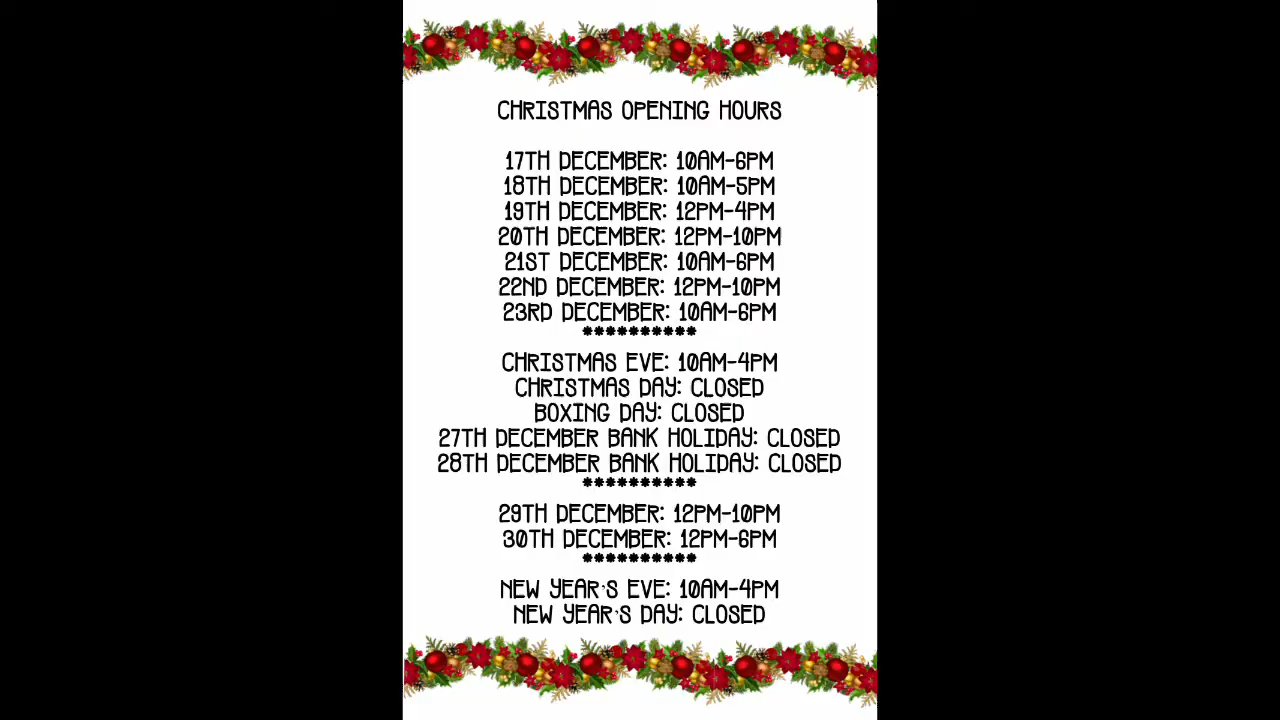 CHRISTMAS OPENING HOURS
17TH DECEMBER: 10AM-6PM
18TH DECEMBER: 10AM-5PM
19TH DECEMBER: 12PM-4PM
20TH DECEMBER: 12PM-10PM
21ST DECEMBER: 10AM-6PM
22ND DECEMBER: 12PM-10PM
23RD DECEMBER: 10AM-6PM
**********
CHRISTMAS EVE: 10AM-4PM
CHRISTMAS DAY: CLOSED
BOXING DAY: CLOSED
27TH DECEMBER BANK HOLIDAY: CLOSED
28TH DECEMBER BANK HOLIDAY: CLOSED
**********
29TH DECEMBER: 12PM-10PM
30TH DECEMBER: 12PM-6PM
**********
NEW YEAR'S EVE: 10AM-4PM
NEW YEAR'S DAY: CLOSED